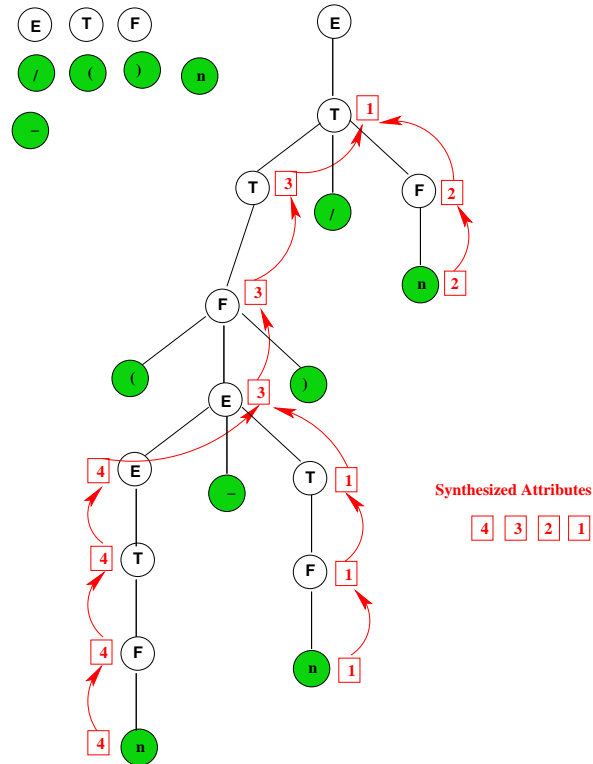 E T F E
/ ( ) n
–
T 1
T 3 F 2
/
n 2
F 3
( )
E 3
4 E T 1
– Synthesized Attributes
4 3 2 1
4 T F 1
4 F
n 1
4 n